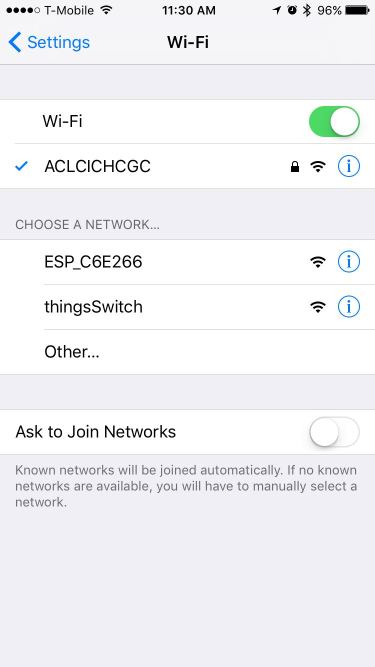 T-Mobile 11:30 AM 96%
Settings Wi-Fi
Wi-Fi
ACLCICHCGC
CHOOSE A NETWORK...
ESP_C6E266
thingsSwitch
Other...
Ask to Join Networks
Known networks will be joined automatically. If no known
networks are available, you will have to manually select a
network.